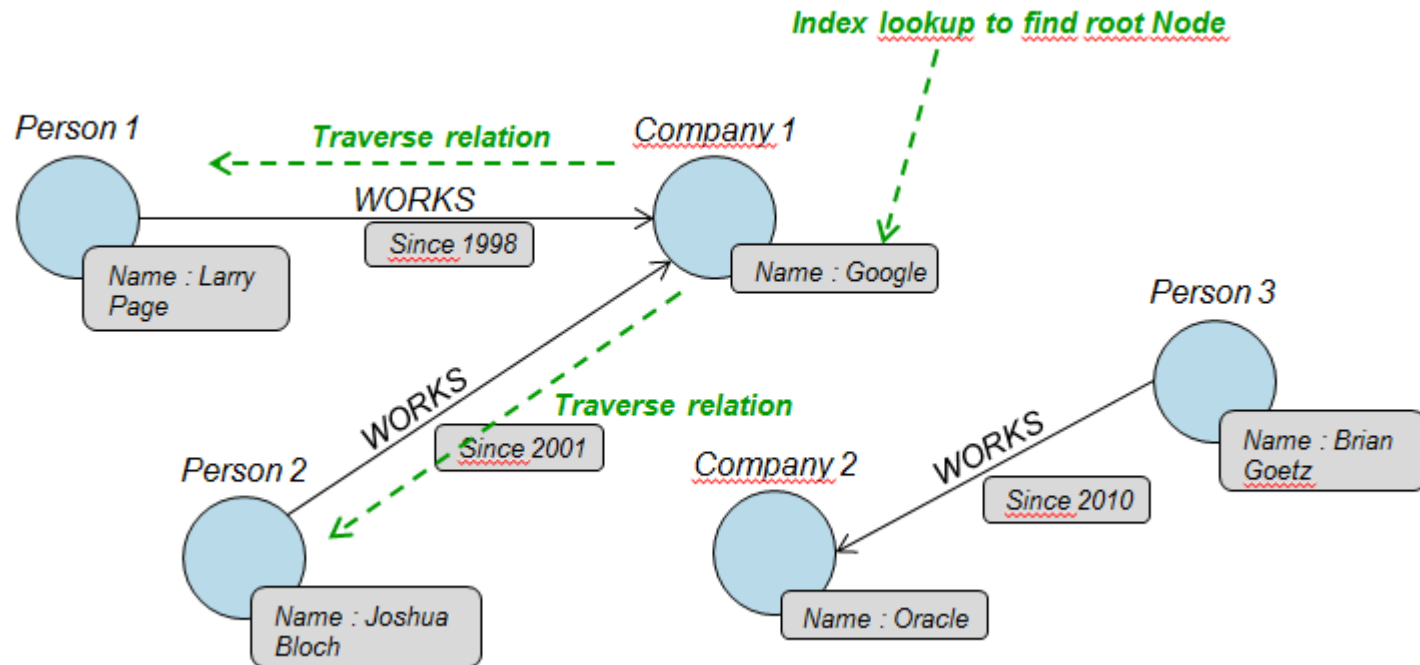 Index lookup to find root Node
Person 1
Traverse relation
Company 1
WORKS
Since 1998
Name : Larry
Page
Name : Google
Person 3
WORKS
Traverse relation
Since 2001
Person 2
Company 2
WORKS
Since 2010
Name : Brian
Goetz
Name : Joshua
Bloch
Name : Oracle